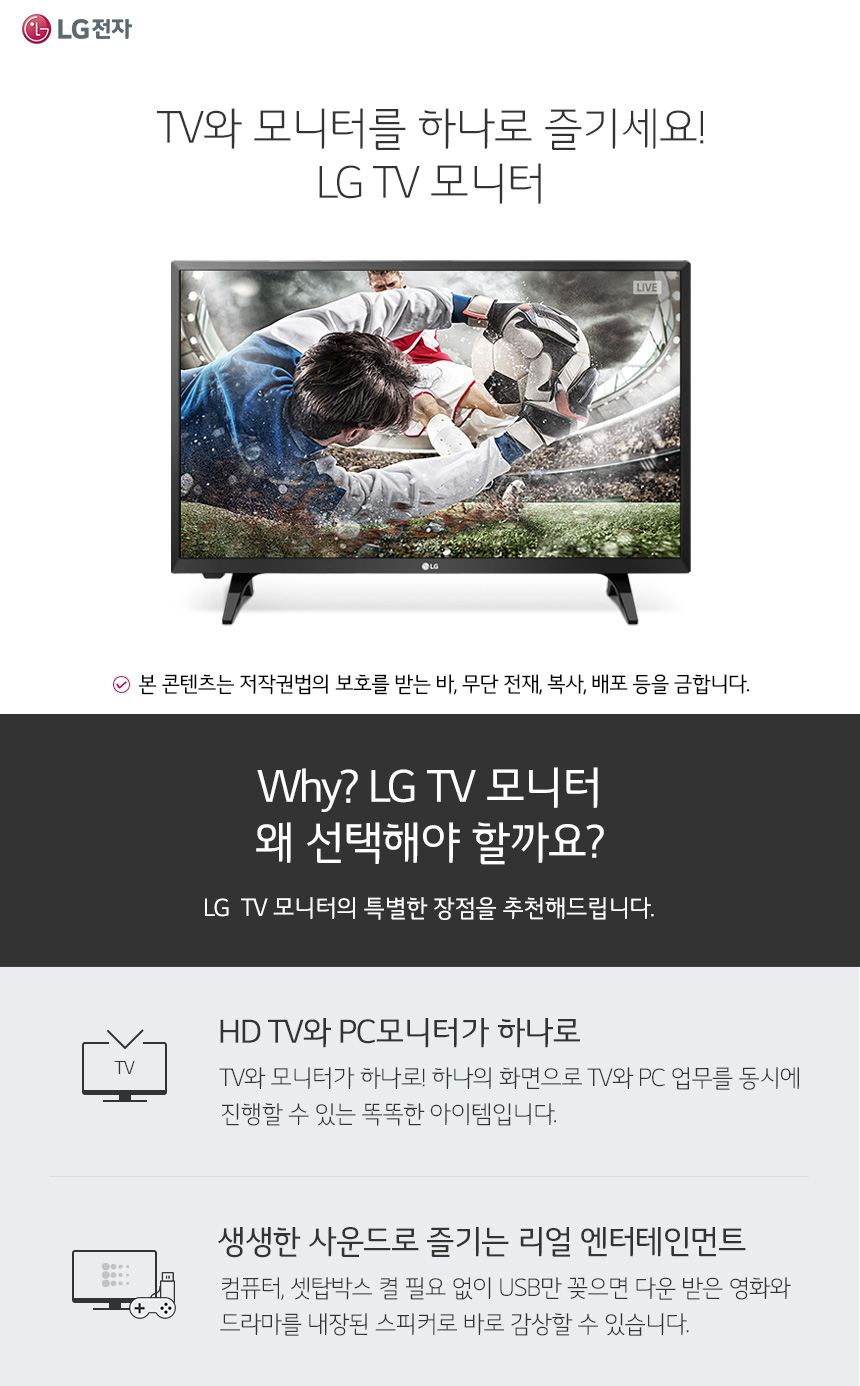 LG전자
TV와 모니터를 하나로 즐기세요!
LG TV 모니터
LIVE
LG
본 콘텐츠는 저작권법의 보호를 받는 바, 무단 전재, 복사, 배포 등을 금합니다.
Why? LG TV 모니터
왜 선택해야 할까요?
LG TV 모니터의 특별한 장점을 추천해드립니다.
HD TV와 PC모니터가 하나로
TV
TV와 모니터가 하나로! 하나의 화면으로 TV와 PC 업무를 동시에
진행할 수 있는 똑똑한 아이템입니다.
생생한 사운드로 즐기는 리얼 엔터테인먼트
컴퓨터, 셋탑박스 켤 필요 없이 USB만 꽂으면 다운 받은 영화와
드라마를 내장된 스피커로 바로 감상할 수 있습니다.